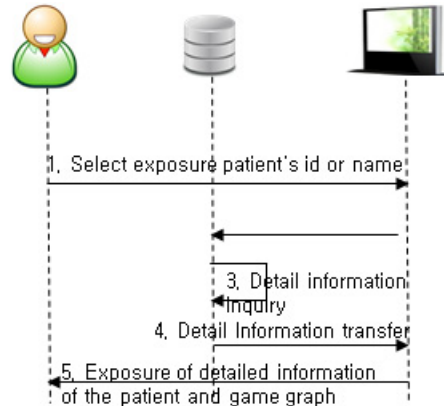 1, Select exposure patient's id or name
3, Detail information
inquiry
4, Detail Information transfer
5, Exposure of detailed information
of the patient and game graph